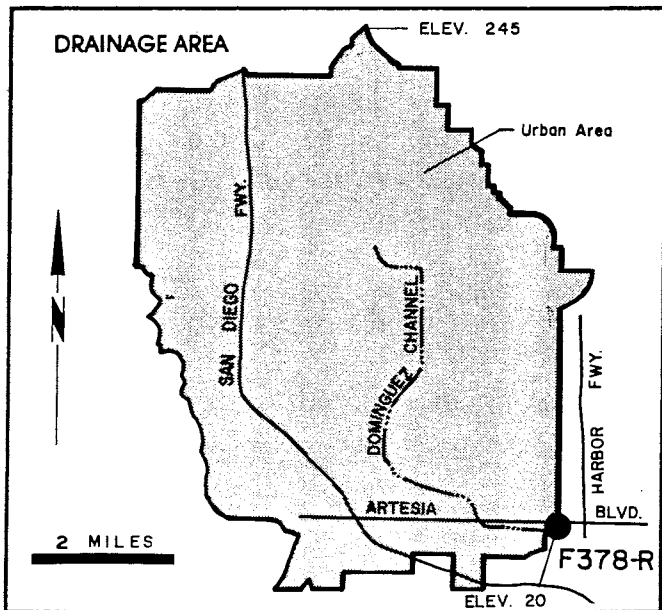 DRAINAGE AREA
ELEV. 245
Urban Area
SAN DIEGO FWY.
N
DOMINGUEZ CHANNEL
HARBOR FWY.
ARTESIA BLVD.
2 MILES
F378-R
ELEV. 20